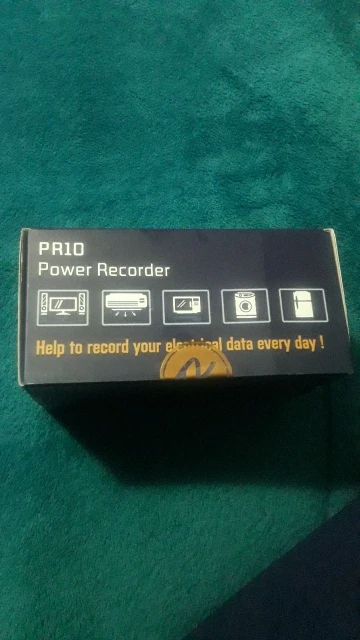 PR10
Power Recorder
Help to record your electrical data every day !